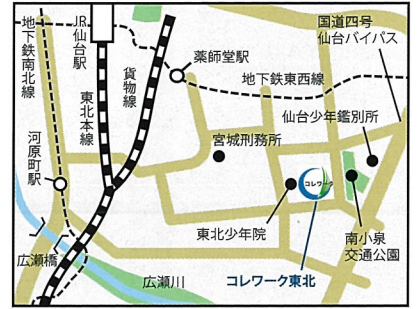 地下鉄南北線
JR仙台駅
東北本線
貨物線
薬師堂駅
地下鉄東西線
国道四号
仙台バイパス
仙台少年鑑別所
宮城刑務所
河原町駅
コレワーク
東北少年院
南小泉
交通公園
広瀬橋
広瀬川
コレワーク東北